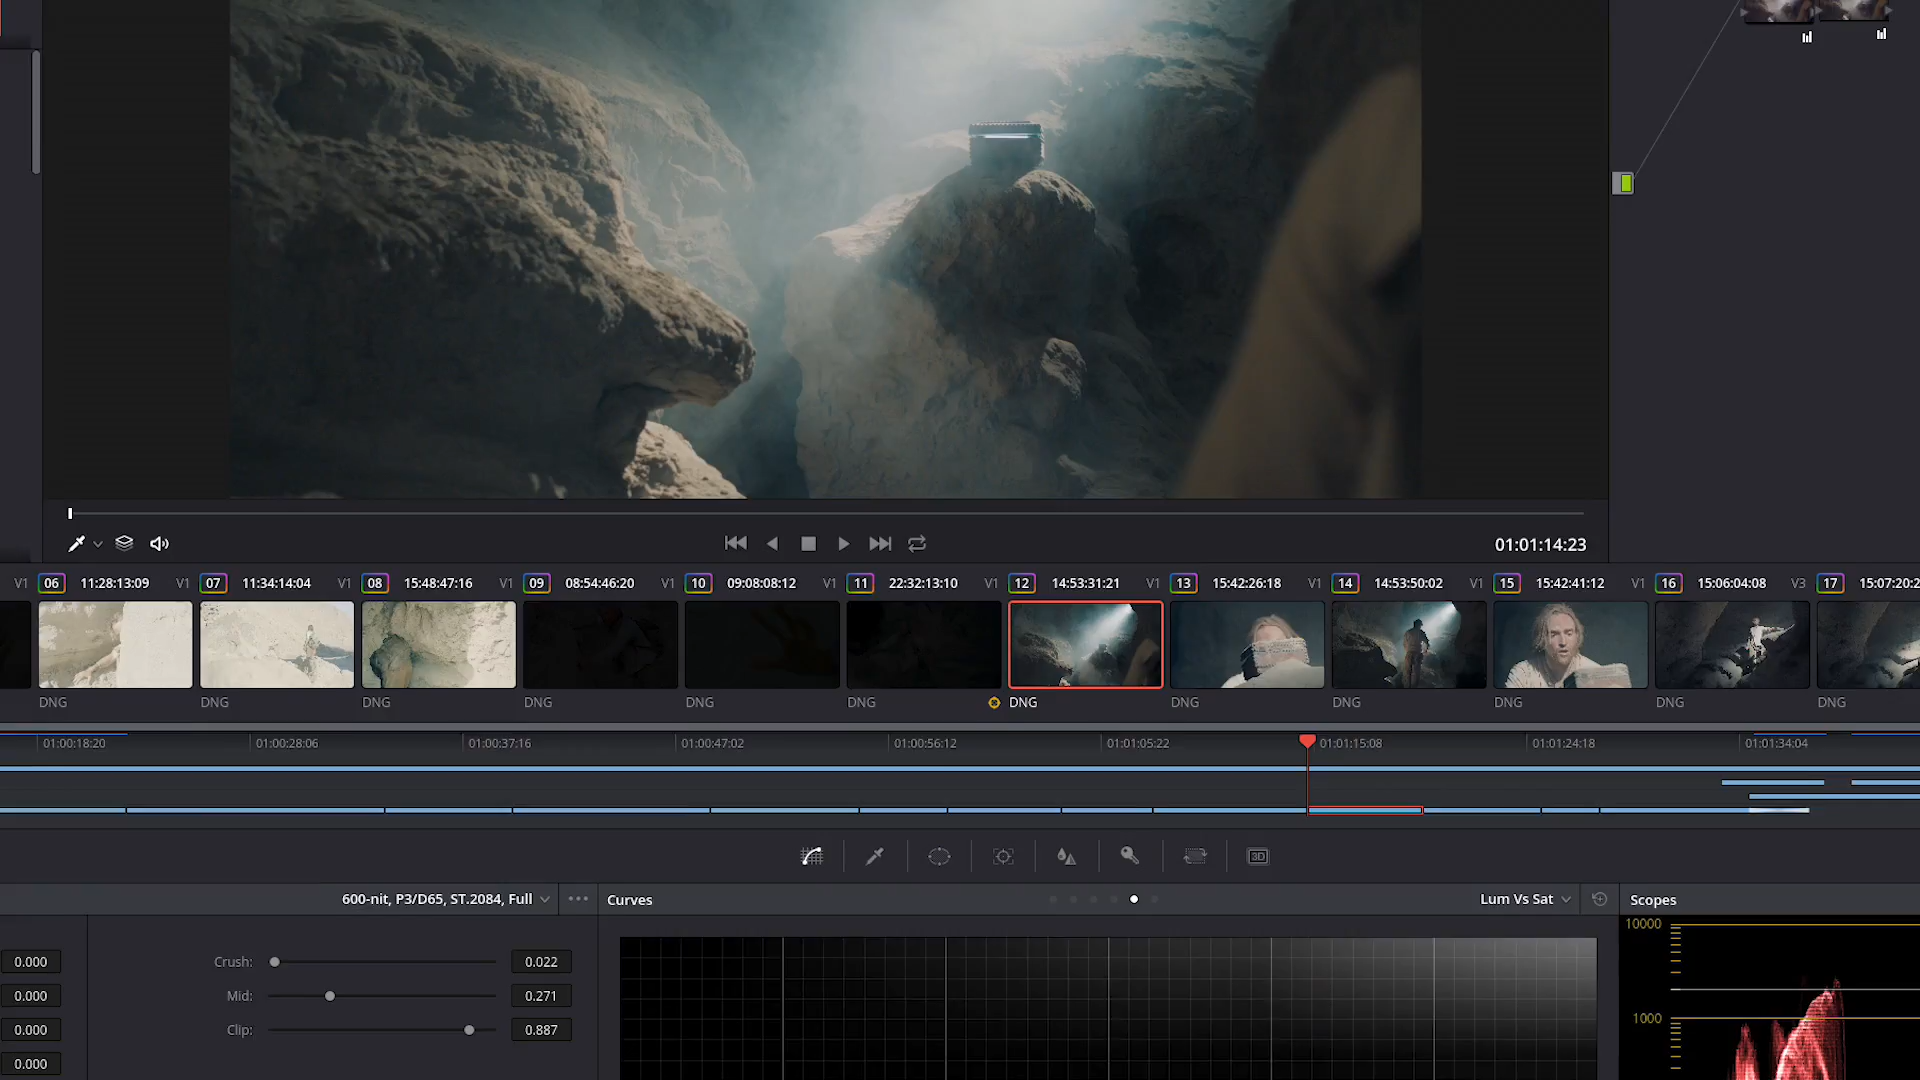 01:01:14:23
V1 06 11:28:13:09 V1 07 11:34:14:04 V1 08 15:48:47:16 V1 09 08:54:46:20 V1 10 09:08:08:12 V1 11 22:32:13:10 V1 12 14:53:31:21 V1 13 15:42:26:18 V1 14 14:53:50:02 V1 15 15:42:41:12 V1 16 15:06:04:08 V3 17 15:07:20:2
DNG DNG DNG DNG DNG DNG DNG DNG DNG DNG DNG DNG
01:00:18:20 01:00:28:06 01:00:37:16 01:00:47:02 01:00:56:12 01:01:05:22 01:01:15:08 01:01:24:18 01:01:34:04
3D
600-nit, P3/D65, ST.2084, Full
Curves
Lum Vs Sat
Scopes
0.000
0.000
0.000
0.000
Crush: 0.022
Mid: 0.271
Clip: 0.887
10000
1000